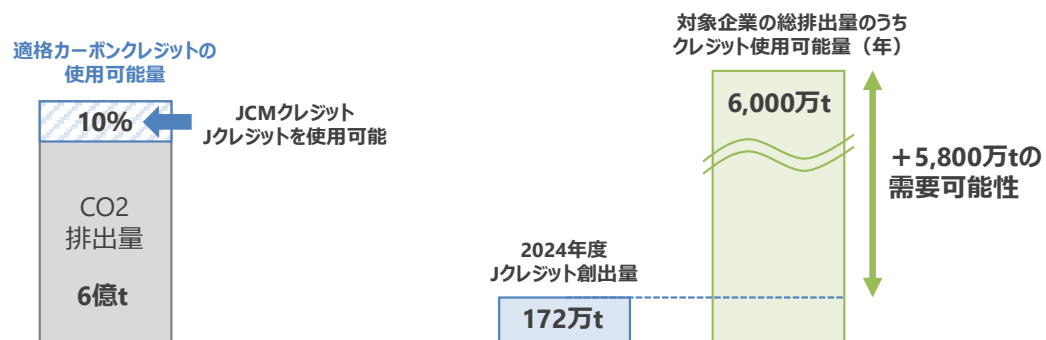 適格カーボンクレジットの
使用可能量
10%
JCMクレジット
Jクレジットを使用可能
CO2
排出量
6億t
対象企業の総排出量のうち
クレジット使用可能量（年）
6,000万t
＋5,800万tの
需要可能性
2024年度
Jクレジット創出量
172万t